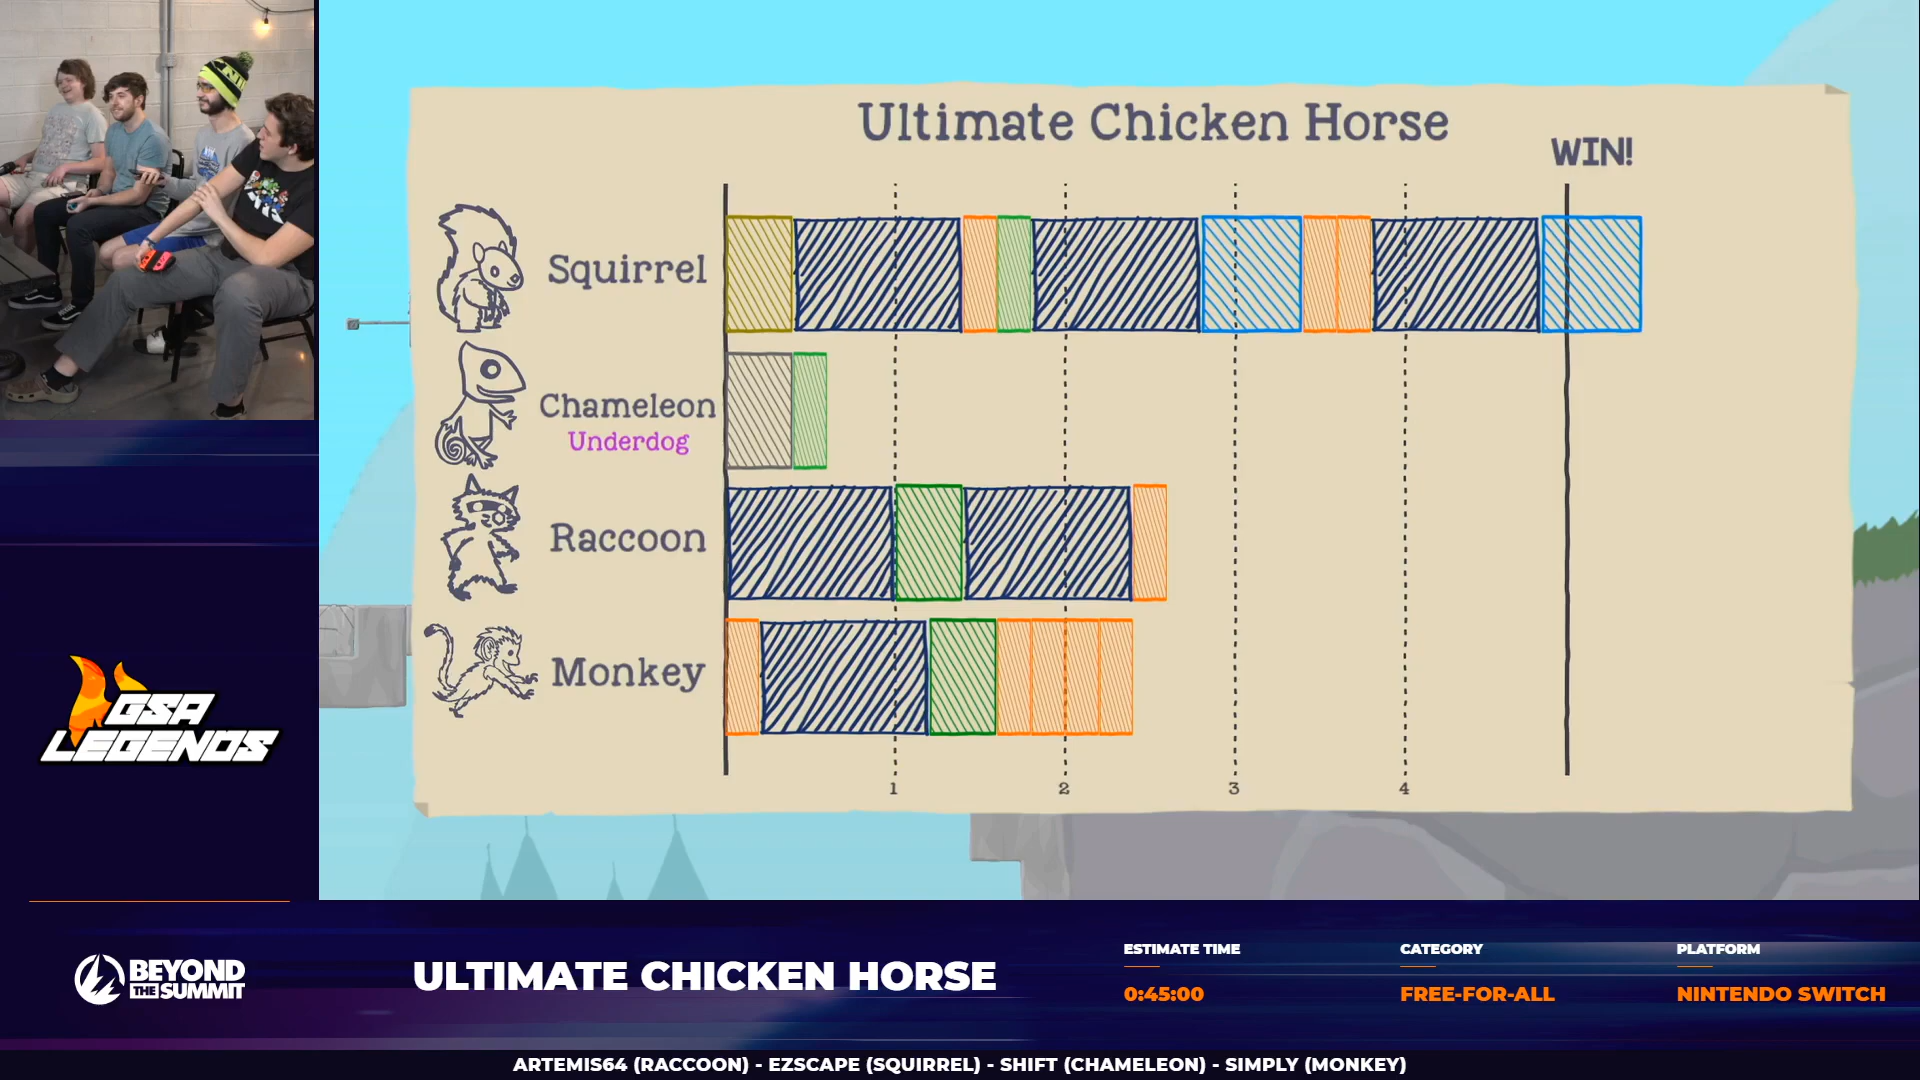 Ultimate Chicken Horse
WIN!
Squirrel
Chameleon
Underdog
Raccoon
Monkey
1 2 3 4
GSA
LEGENDS
BEYOND
THE SUMMIT
ULTIMATE CHICKEN HORSE
ESTIMATE TIME
0:45:00
CATEGORY
FREE-FOR-ALL
PLATFORM
NINTENDO SWITCH
ARTEMIS64 (RACCOON) - EZSCAPE (SQUIRREL) - SHIFT (CHAMELEON) - SIMPLY (MONKEY)